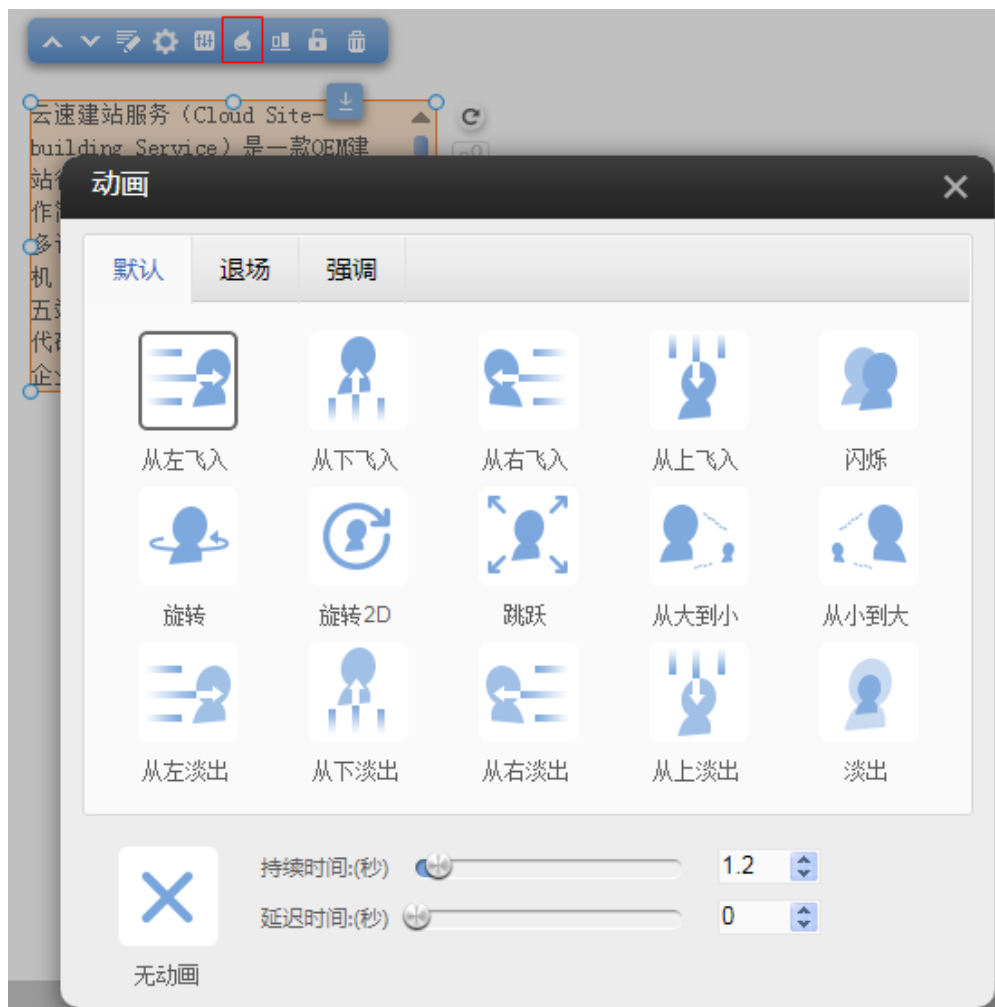 云速建站服务（Cloud Site-
building Service）是一款OEM建
站
作
多
机
五
代
企
动画
默认 退场 强调
从左飞入 从下飞入 从右飞入 从上飞入 闪烁
旋转 旋转2D 跳跃 从大到小 从小到大
从左淡出 从下淡出 从右淡出 从上淡出 淡出
持续时间:(秒) 1.2
延迟时间:(秒) 0
无动画